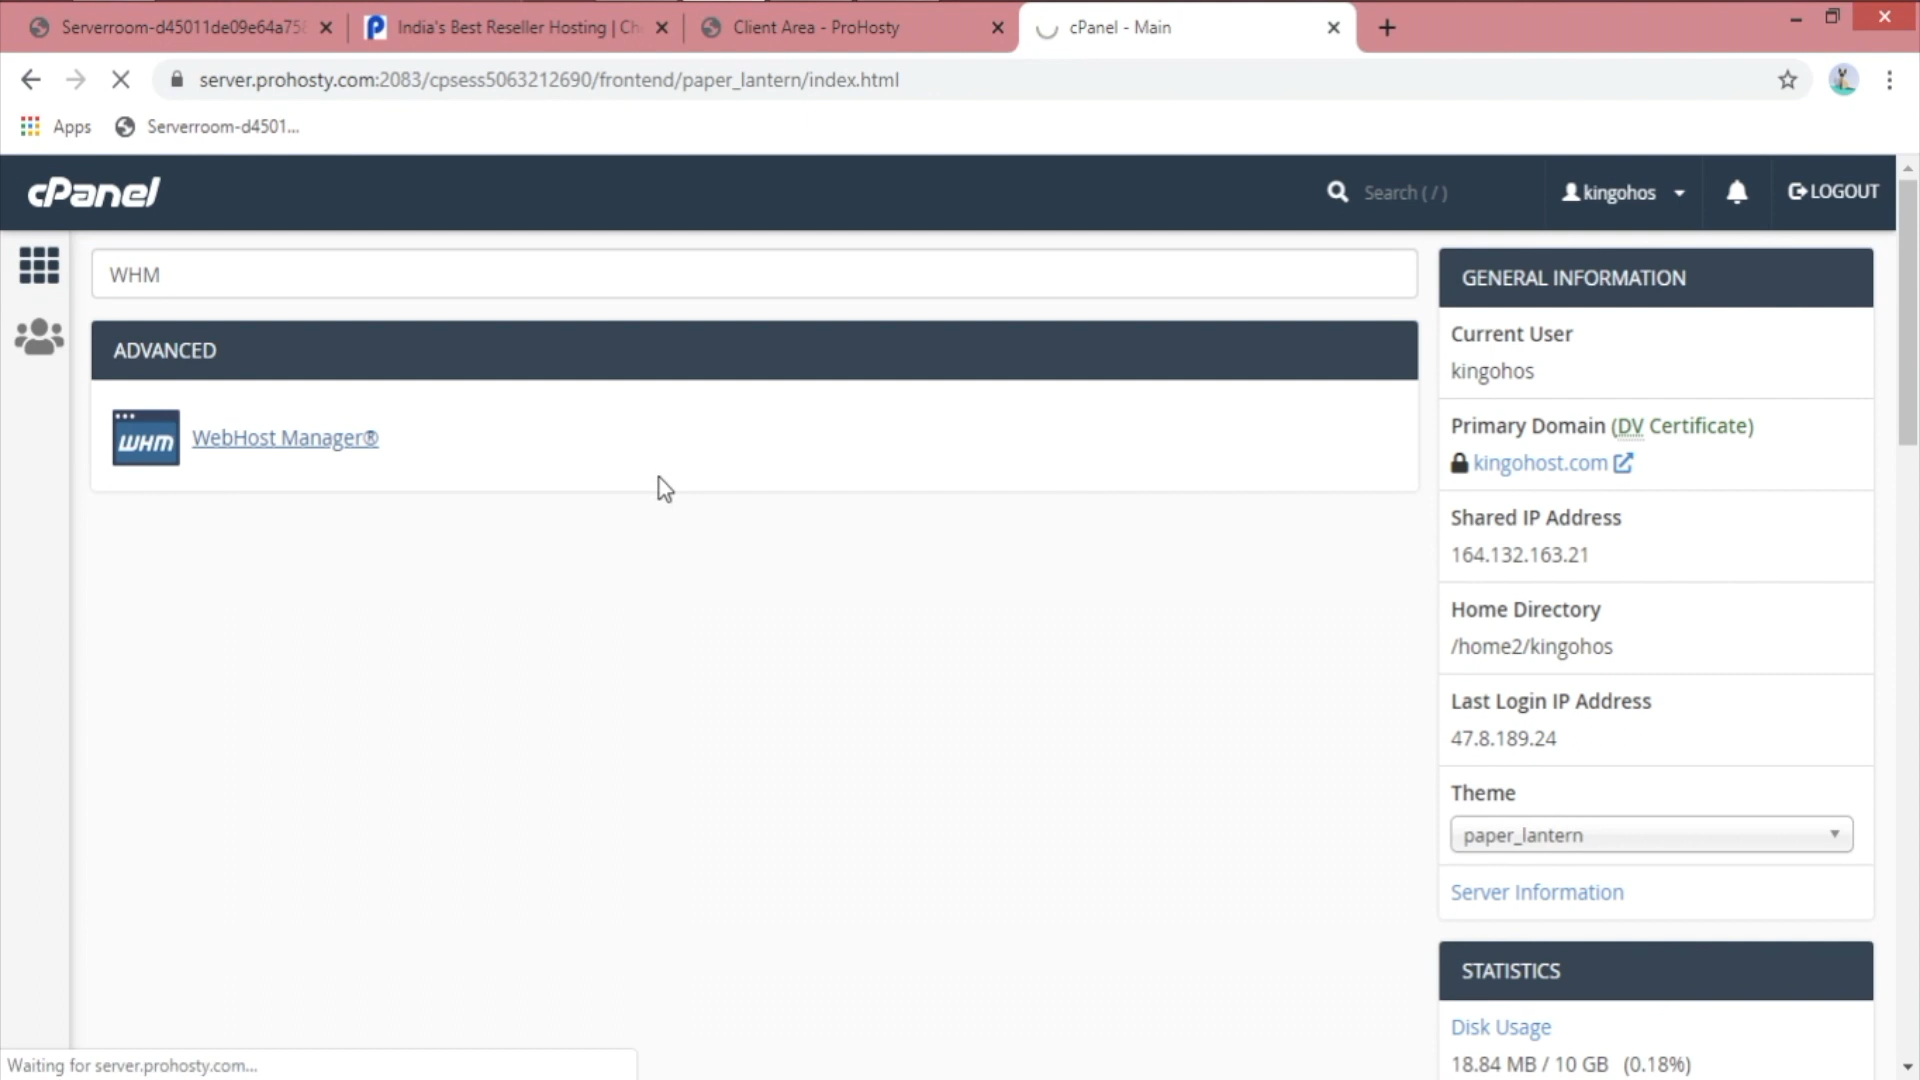 Serverroom-d45011de09e64a75
India's Best Reseller Hosting | Ch
Client Area - ProHosty
cPanel - Main
server.prohosty.com:2083/cpsess5063212690/frontend/paper_lantern/index.html
Apps
Serverroom-d4501...
cPanel
Search ( / )
kingohos
LOGOUT
WHM
ADVANCED
WHM
WebHost Manager®
GENERAL INFORMATION
Current User
kingohos
Primary Domain (DV Certificate)
kingohost.com
Shared IP Address
164.132.163.21
Home Directory
/home2/kingohos
Last Login IP Address
47.8.189.24
Theme
paper_lantern
Server Information
STATISTICS
Disk Usage
18.84 MB / 10 GB (0.18%)
Waiting for server.prohosty.com...